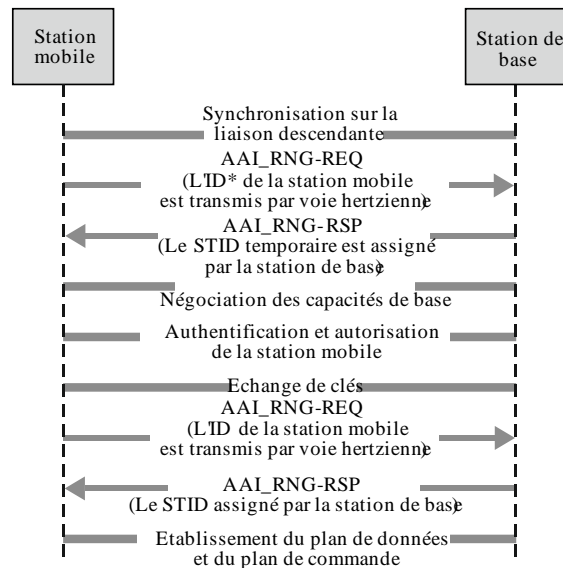 Station
mobile
Station de
base
Synchronisation sur la
liaison descendante
AAI_RNG-REQ
(L'ID* de la station mobile
est transmis par voie hertzienne)
AAI_RNG-RSP
(Le STID temporaire est assigné
par la station de base)
Négociation des capacités de base
Authentification et autorisation
de la station mobile
Echange de clés
AAI_RNG-REQ
(L'ID de la station mobile
est transmis par voie hertzienne)
AAI_RNG-RSP
(Le STID assigné par la station de base)
Etablissement du plan de données
et du plan de commande